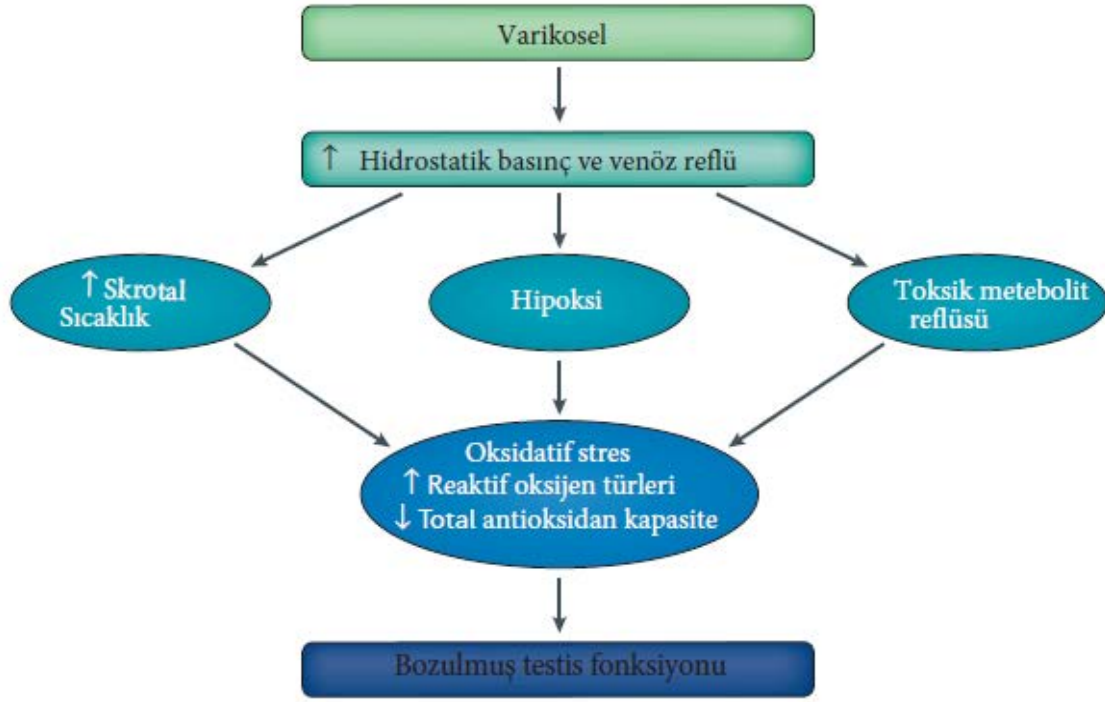 Varikosel
↑ Hidrostatik basınç ve venöz reflü
↑ Skrotal
Sıcaklık
Hipoksi
Toksik metebolit
reflüsü
Oksidatif stres
↑ Reaktif oksijen türleri
↓ Total antioksidan kapasite
Bozulmuş testis fonksiyonu